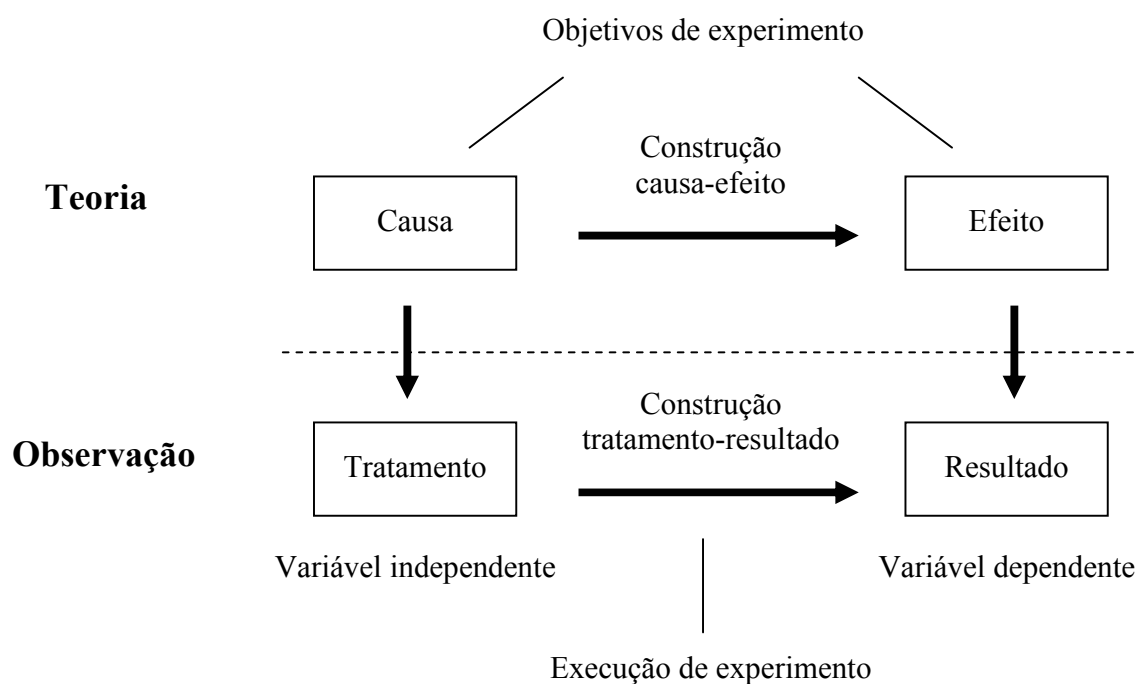 Objetivos de experimento
Construção
causa-efeito
Teoria
Causa
Efeito
Construção
tratamento-resultado
Observação
Tratamento
Resultado
Variável independente
Variável dependente
Execução de experimento